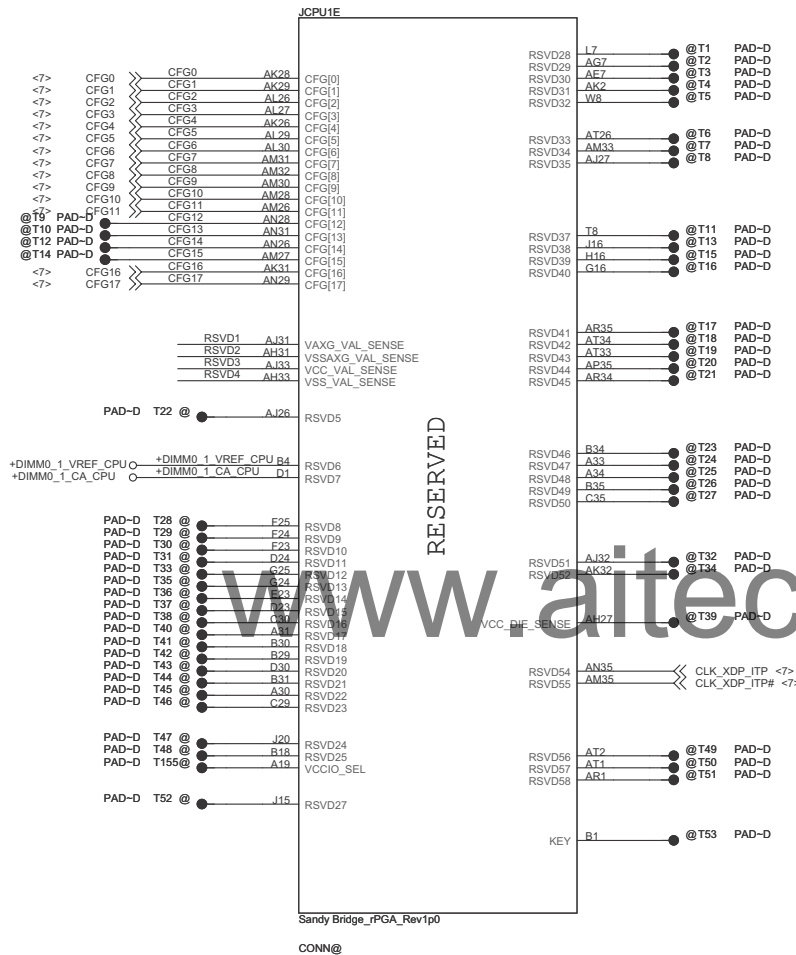 JCPU1E
<7> CFG0 CFG0 AK28 CFG[0]
<7> CFG1 CFG1 AK29 CFG[1]
<7> CFG2 CFG2 AL26 CFG[2]
<7> CFG3 CFG3 AL27 CFG[3]
<7> CFG4 CFG4 AK26 CFG[4]
<7> CFG5 CFG5 AL29 CFG[5]
<7> CFG6 CFG6 AL30 CFG[6]
<7> CFG7 CFG7 AM31 CFG[7]
<7> CFG8 CFG8 AM32 CFG[8]
<7> CFG9 CFG9 AM30 CFG[9]
<7> CFG10 CFG10 AM28 CFG[10]
<7> CFG11 CFG11 AM26 CFG[11]
@T9 PAD~D CFG12 AN28 CFG[12]
@T10 PAD~D CFG13 AN31 CFG[13]
@T12 PAD~D CFG14 AN26 CFG[14]
@T14 PAD~D CFG15 AM27 CFG[15]
<7> CFG16 CFG16 AK31 CFG[16]
<7> CFG17 CFG17 AN29 CFG[17]
RSVD1 AJ31 VAXG_VAL_SENSE
RSVD2 AH31 VSSAXG_VAL_SENSE
RSVD3 AJ33 VCC_VAL_SENSE
RSVD4 AH33 VSS_VAL_SENSE
PAD~D T22 @ AJ26 RSVD5
+DIMM0_1_VREF_CPU +DIMM0_1_VREF_CPU B4 RSVD6
+DIMM0_1_CA_CPU +DIMM0_1_CA_CPU D1 RSVD7
PAD~D T28 @ F25 RSVD8
PAD~D T29 @ F24 RSVD9
PAD~D T30 @ F23 RSVD10
PAD~D T31 @ D24 RSVD11
PAD~D T33 @ G25 RSVD12
PAD~D T35 @ G24 RSVD13
PAD~D T36 @ E23 RSVD14
PAD~D T37 @ D23 RSVD15
PAD~D T38 @ C30 RSVD16
PAD~D T40 @ A31 RSVD17
PAD~D T41 @ B30 RSVD18
PAD~D T42 @ B29 RSVD19
PAD~D T43 @ D30 RSVD20
PAD~D T44 @ B31 RSVD21
PAD~D T45 @ A30 RSVD22
PAD~D T46 @ C29 RSVD23
PAD~D T47 @ J20 RSVD24
PAD~D T48 @ B18 RSVD25
PAD~D T155@ A19 VCCIO_SEL
PAD~D T52 @ J15 RSVD27
RESERVED
RSVD28 L7 @T1 PAD~D
RSVD29 AG7 @T2 PAD~D
RSVD30 AE7 @T3 PAD~D
RSVD31 AK2 @T4 PAD~D
RSVD32 W8 @T5 PAD~D
RSVD33 AT26 @T6 PAD~D
RSVD34 AM33 @T7 PAD~D
RSVD35 AJ27 @T8 PAD~D
RSVD37 T8 @T11 PAD~D
RSVD38 J16 @T13 PAD~D
RSVD39 H16 @T15 PAD~D
RSVD40 G16 @T16 PAD~D
RSVD41 AR35 @T17 PAD~D
RSVD42 AT34 @T18 PAD~D
RSVD43 AT33 @T19 PAD~D
RSVD44 AP35 @T20 PAD~D
RSVD45 AR34 @T21 PAD~D
RSVD46 B34 @T23 PAD~D
RSVD47 A33 @T24 PAD~D
RSVD48 A34 @T25 PAD~D
RSVD49 B35 @T26 PAD~D
RSVD50 C35 @T27 PAD~D
RSVD51 AJ32 @T32 PAD~D
RSVD52 AK32 @T34 PAD~D
VCC_DIE_SENSE AH27 @T39 PAD~D
RSVD54 AN35 CLK_XDP_ITP <7>
RSVD55 AM35 CLK_XDP_ITP# <7>
RSVD56 AT2 @T49 PAD~D
RSVD57 AT1 @T50 PAD~D
RSVD58 AR1 @T51 PAD~D
KEY B1 @T53 PAD~D
www.aitec
Sandy Bridge_rPGA_Rev1p0
CONN@